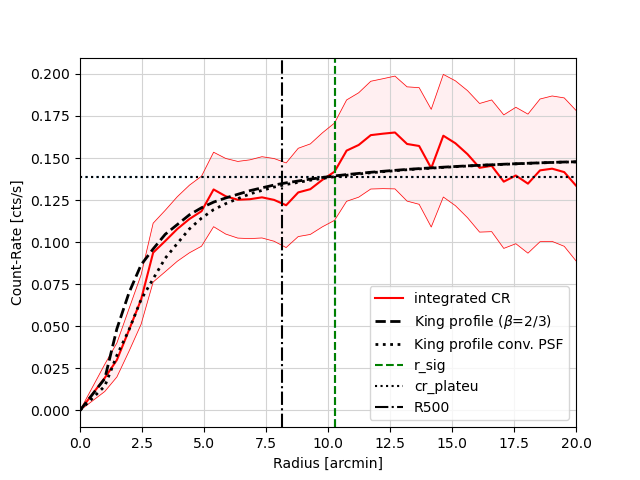 0.200
0.175
0.150
0.125
0.100
0.075
0.050
0.025
0.000
Count-Rate [cts/s]
integrated CR
King profile (β=2/3)
King profile conv. PSF
r_sig
cr_plateu
R500
0.0 2.5 5.0 7.5 10.0 12.5 15.0 17.5 20.0
Radius [arcmin]